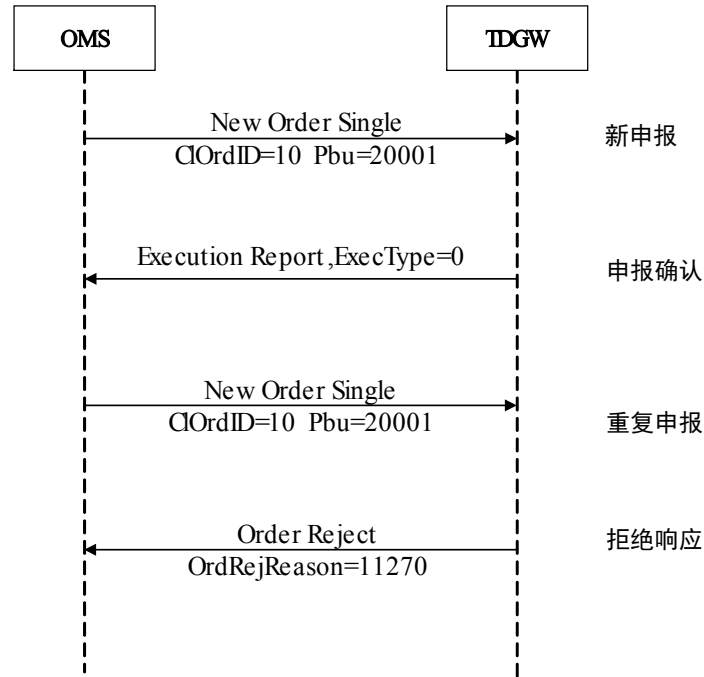 OMS TDGW
New Order Single
ClOrdID=10 Pbu=20001
新申报
Execution Report,ExecType=0
申报确认
New Order Single
ClOrdID=10 Pbu=20001
重复申报
Order Reject
OrdRejReason=11270
拒绝响应